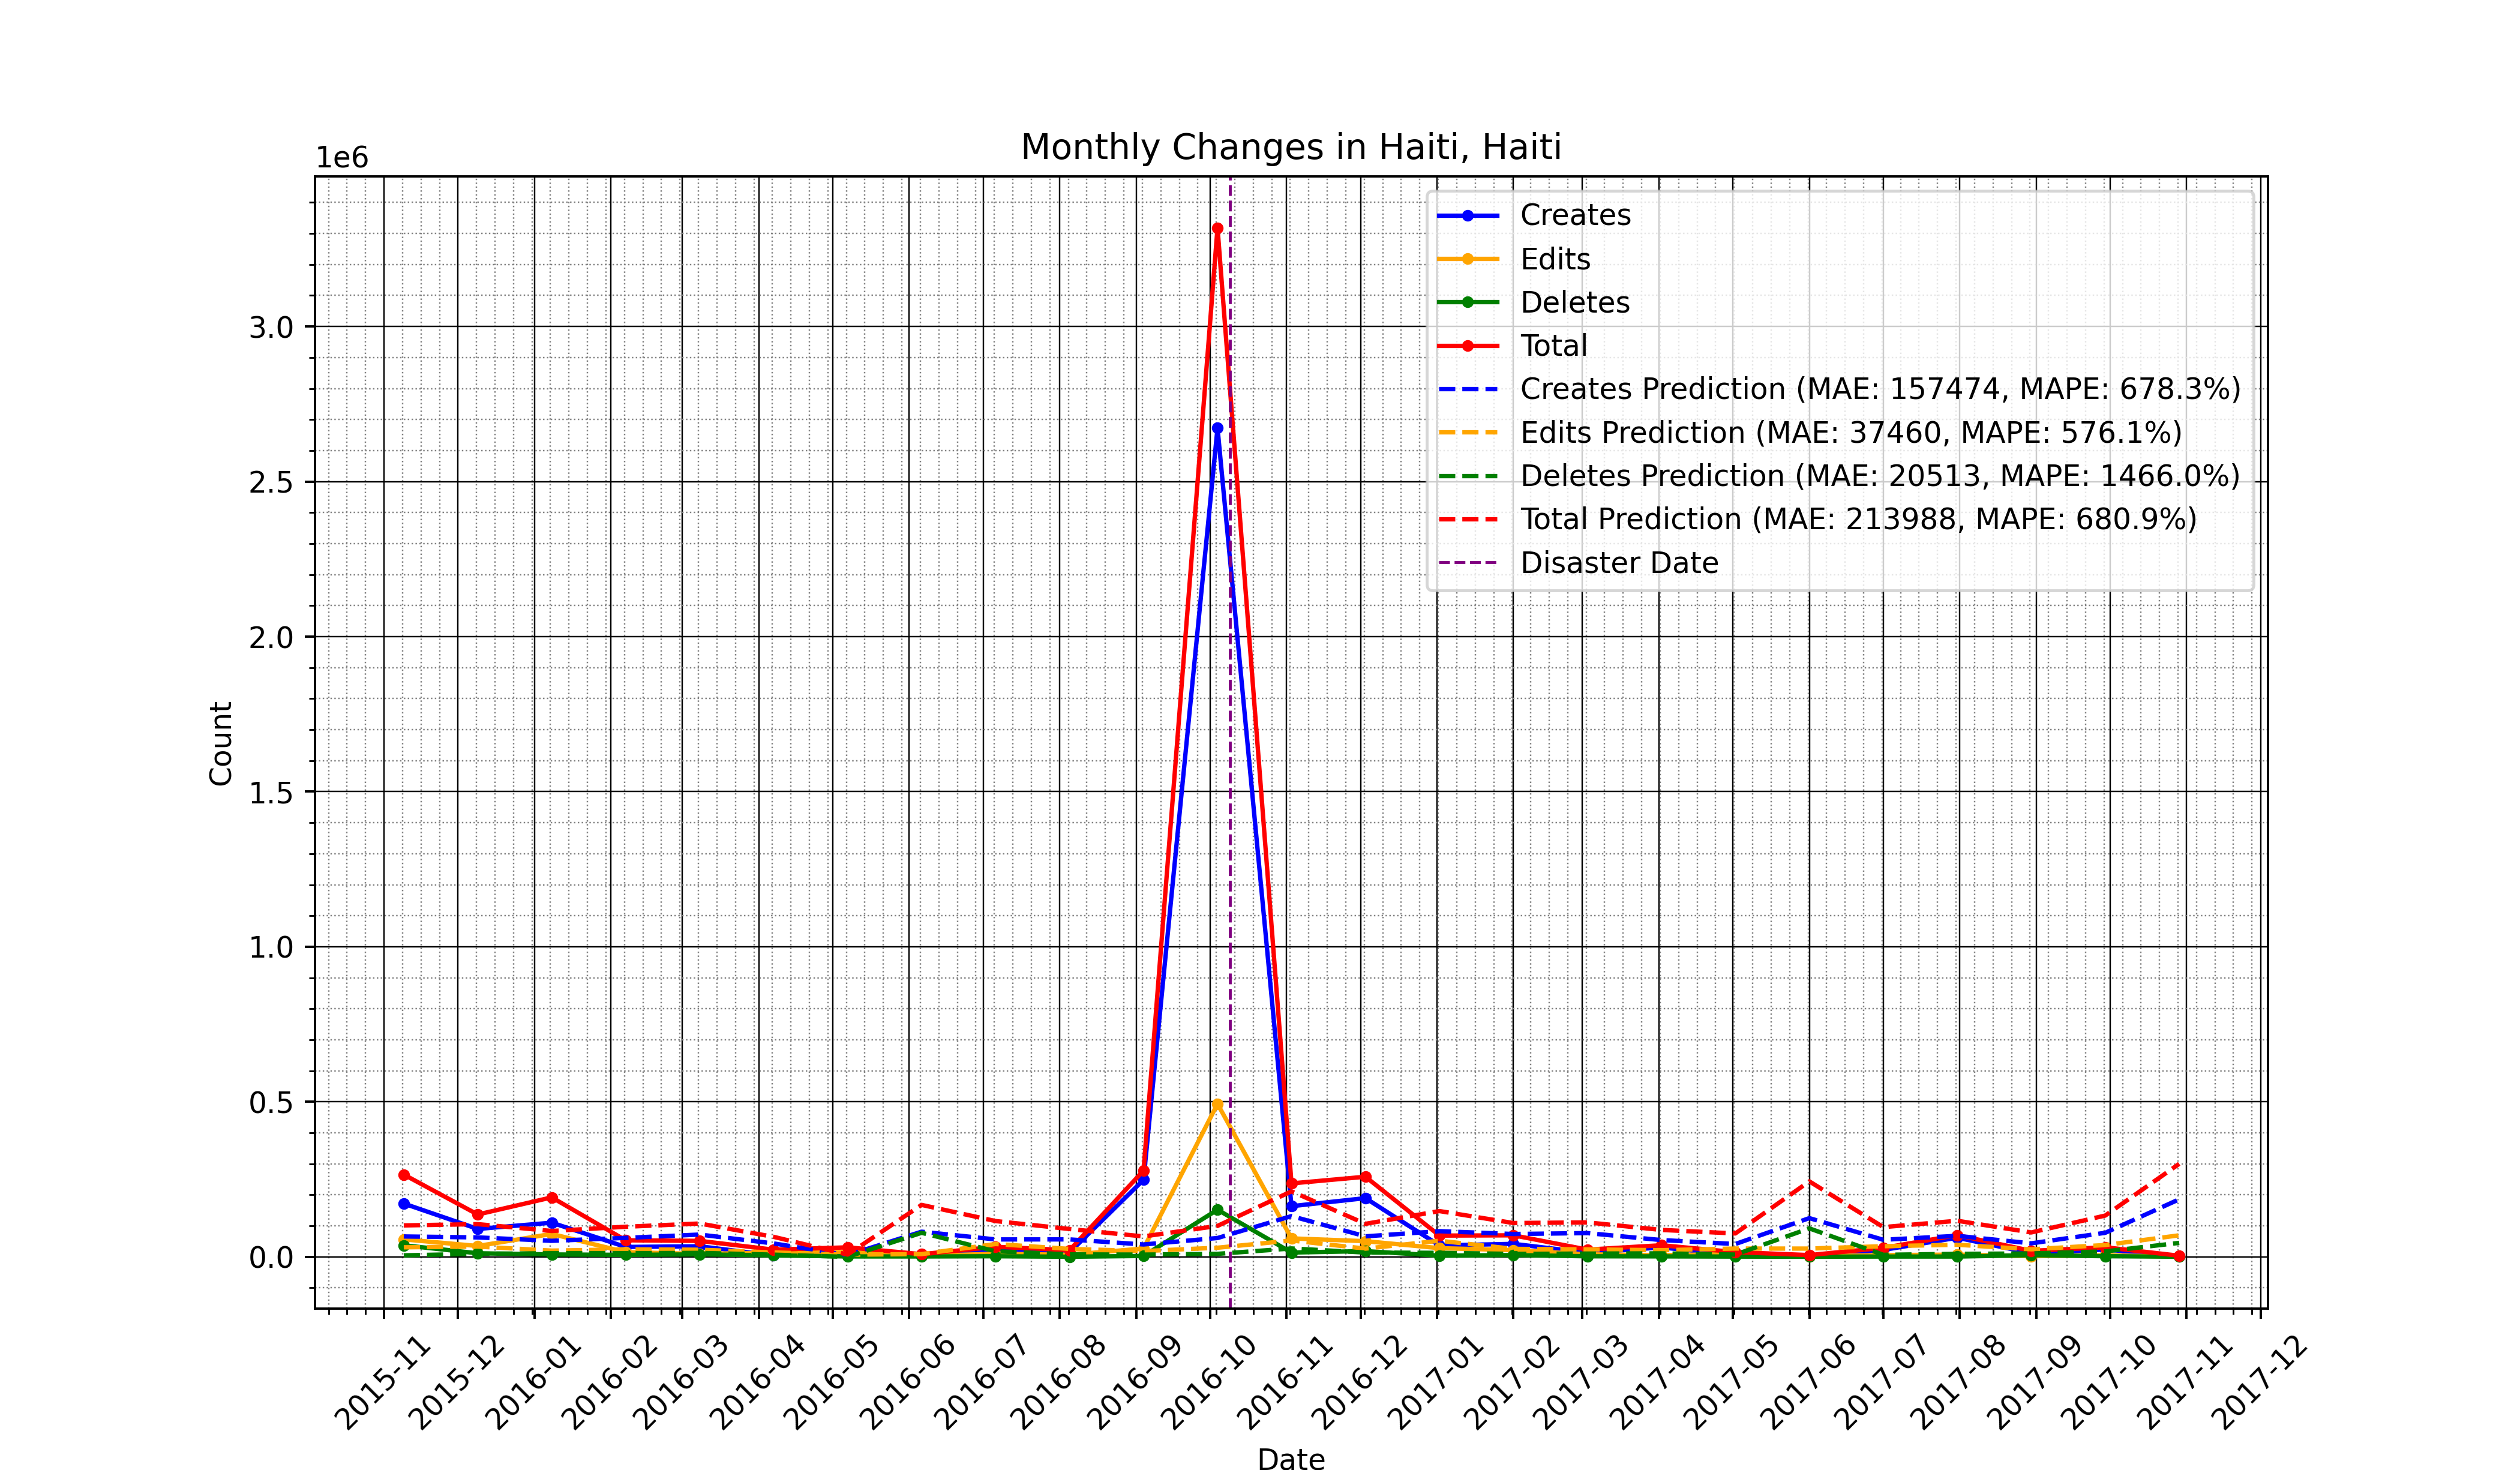 Monthly Changes in Haiti, Haiti
1e6
Creates
Edits
Deletes
Total
Creates Prediction (MAE: 157474, MAPE: 678.3%)
Edits Prediction (MAE: 37460, MAPE: 576.1%)
Deletes Prediction (MAE: 20513, MAPE: 1466.0%)
Total Prediction (MAE: 213988, MAPE: 680.9%)
Disaster Date
3.0
2.5
2.0
1.5
1.0
0.5
0.0
Count
2015-11
2015-12
2016-01
2016-02
2016-03
2016-04
2016-05
2016-06
2016-07
2016-08
2016-09
2016-10
2016-11
2016-12
2017-01
2017-02
2017-03
2017-04
2017-05
2017-06
2017-07
2017-08
2017-09
2017-10
2017-11
2017-12
Date